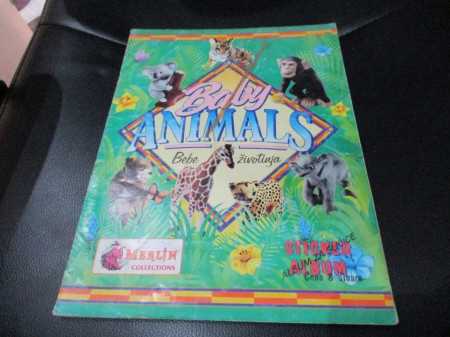 Baby
ANIMALS
Bebe životinja
MERLIN
COLLECTIONS
STICKER
ALBUM